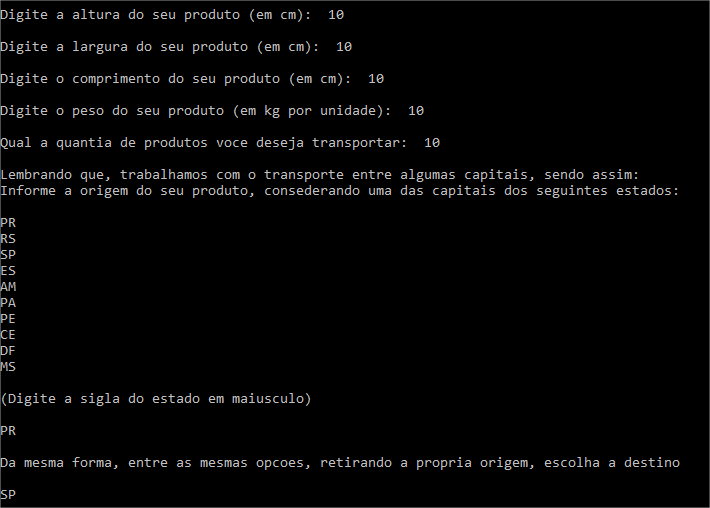 Digite a altura do seu produto (em cm):  10
Digite a largura do seu produto (em cm):  10
Digite o comprimento do seu produto (em cm):  10
Digite o peso do seu produto (em kg por unidade):  10
Qual a quantia de produtos voce deseja transportar:  10
Lembrando que, trabalhamos com o transporte entre algumas capitais, sendo assim:
Informe a origem do seu produto, consederando uma das capitais dos seguintes estados:
PR
RS
SP
ES
AM
PA
PE
CE
DF
MS
(Digite a sigla do estado em maiusculo)
PR
Da mesma forma, entre as mesmas opcoes, retirando a propria origem, escolha a destino
SP